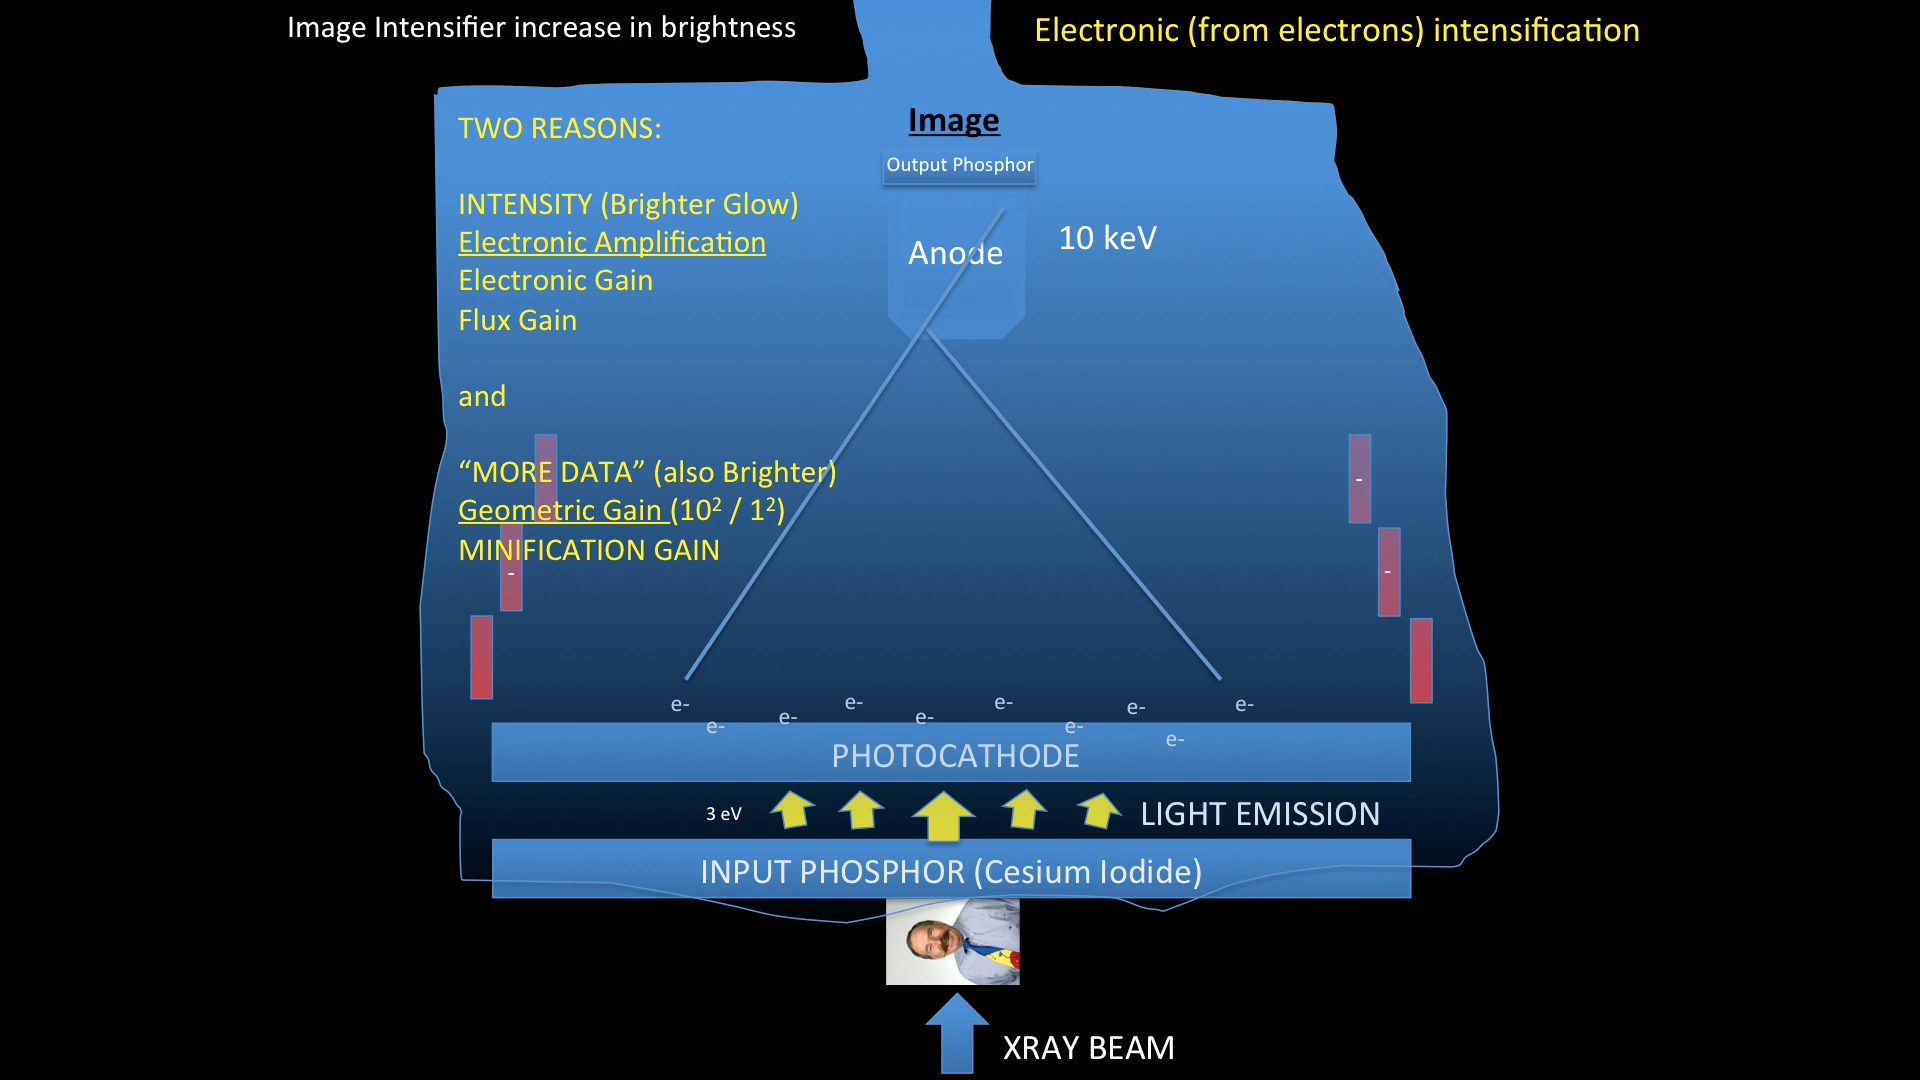 Image Intensifier increase in brightness
Electronic (from electrons) intensification
TWO REASONS:
INTENSITY (Brighter Glow)
Electronic Amplification
Electronic Gain
Flux Gain
and
“MORE DATA” (also Brighter)
Geometric Gain (10² / 1²)
MINIFICATION GAIN
Image
Output Phosphor
Anode
10 keV
-
-
-
e- e- e- e- e- e- e- e- e- e-
PHOTOCATHODE
3 eV
LIGHT EMISSION
INPUT PHOSPHOR (Cesium Iodide)
XRAY BEAM